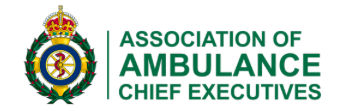 ASSOCIATION OF
AMBULANCE
CHIEF EXECUTIVES